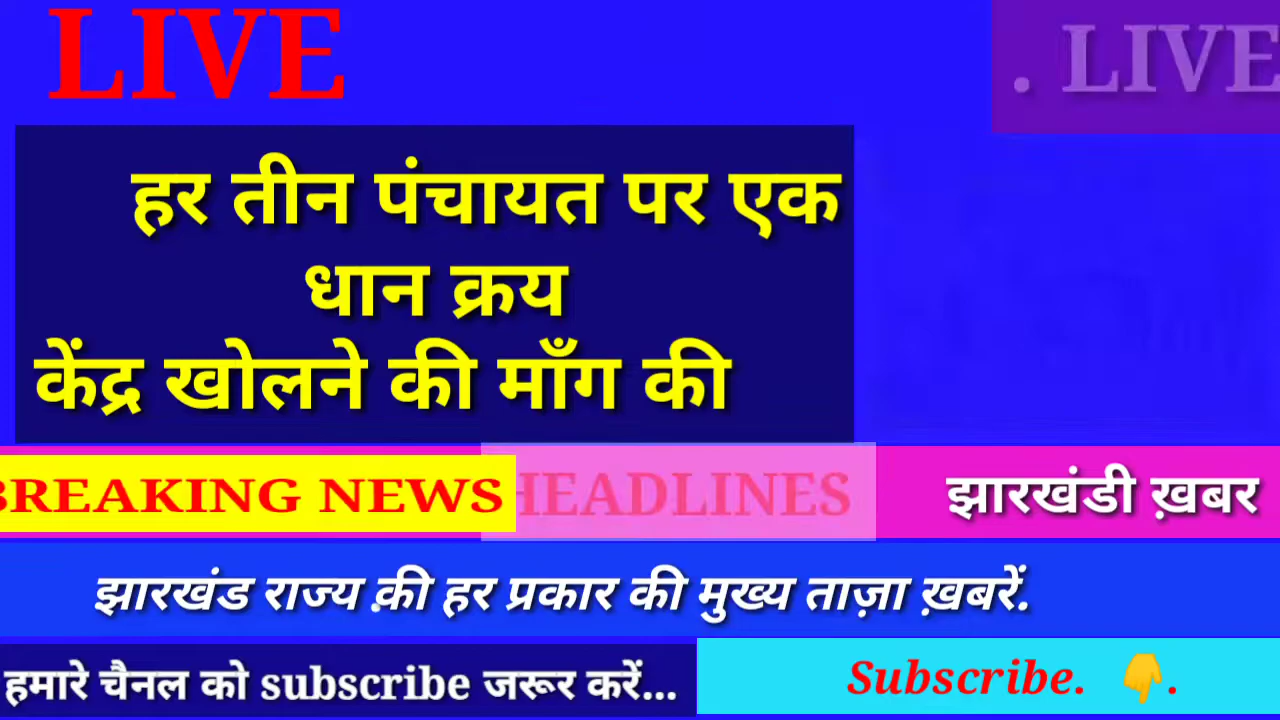 LIVE
. LIVE
हर तीन पंचायत पर एक
धान क्रय
केंद्र खोलने की माँग की
BREAKING NEWS
HEADLINES
झारखंडी ख़बर
झारखंड राज्य की हर प्रकार की मुख्य ताज़ा ख़बरें.
हमारे चैनल को subscribe जरूर करें...
Subscribe. 👇.